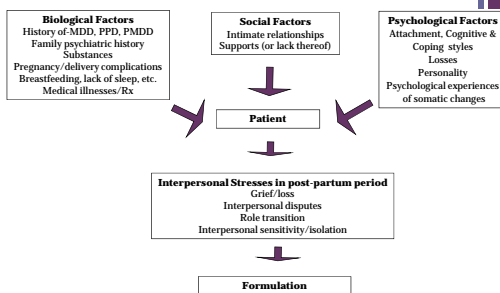 Biological Factors
History of-MDD, PPD, PMDD
Family psychiatric history
Substances
Pregnancy/delivery complications
Breastfeeding, lack of sleep, etc.
Medical illnesses/Rx
Social Factors
Intimate relationships
Supports (or lack thereof)
Psychological Factors
Attachment, Cognitive &
Coping styles
Losses
Personality
Psychological experiences
of somatic changes
Patient
Interpersonal Stresses in post-partum period
Grief/loss
Interpersonal disputes
Role transition
Interpersonal sensitivity/isolation
Formulation